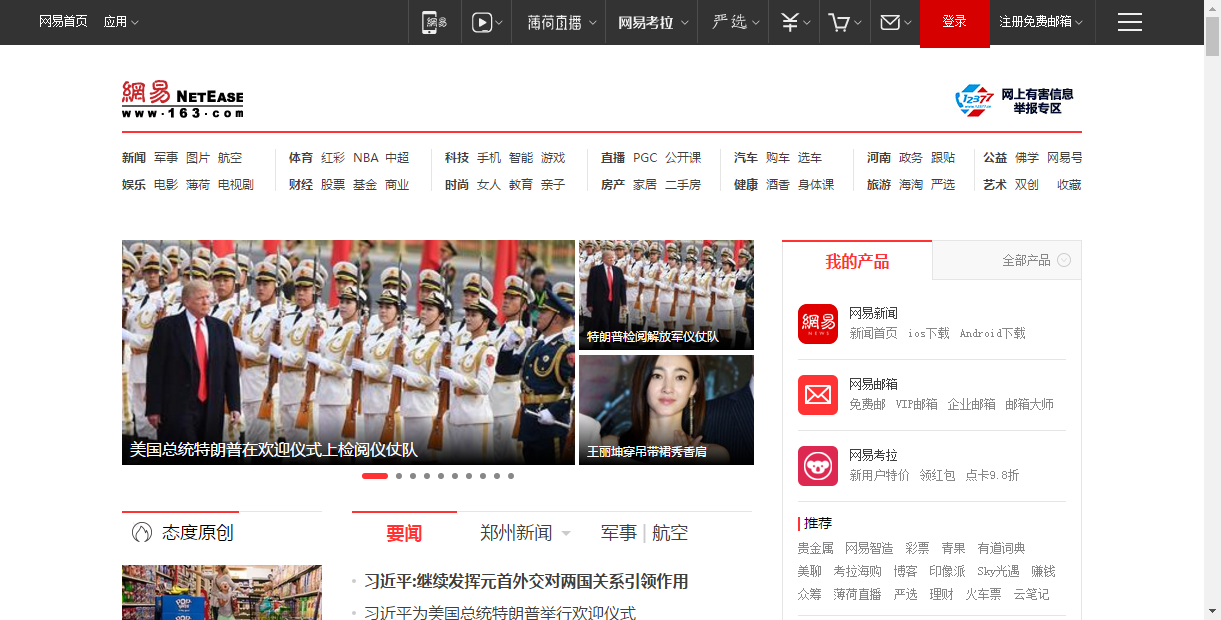 网易首页 应用 網易 薄荷直播 网易考拉 严选 登录 注册免费邮箱
網易 NETEASE
www.163.com
12377
www.12377.cn
网上有害信息
举报专区
新闻 军事 图片 航空 体育 红彩 NBA 中超 科技 手机 智能 游戏 直播 PGC 公开课 汽车 购车 选车 河南 政务 跟贴 公益 佛学 网易号
娱乐 电影 薄荷 电视剧 财经 股票 基金 商业 时尚 女人 教育 亲子 房产 家居 二手房 健康 酒香 身体课 旅游 海淘 严选 艺术 双创 收藏
美国总统特朗普在欢迎仪式上检阅仪仗队
特朗普检阅解放军仪仗队
王丽坤穿吊带裙秀香肩
我的产品 全部产品
網易
NEWS
网易新闻
新闻首页 ios下载 Android下载
网易邮箱
免费邮 VIP邮箱 企业邮箱 邮箱大师
网易考拉
新用户特价 领红包 点卡9.8折
推荐
贵金属 网易智造 彩票 青果 有道词典
美聊 考拉海购 博客 印像派 Sky光遇 赚钱
众筹 薄荷直播 严选 理财 火车票 云笔记
态度原创
要闻 郑州新闻 军事 | 航空
习近平:继续发挥元首外交对两国关系引领作用
习近平为美国总统特朗普举行欢迎仪式